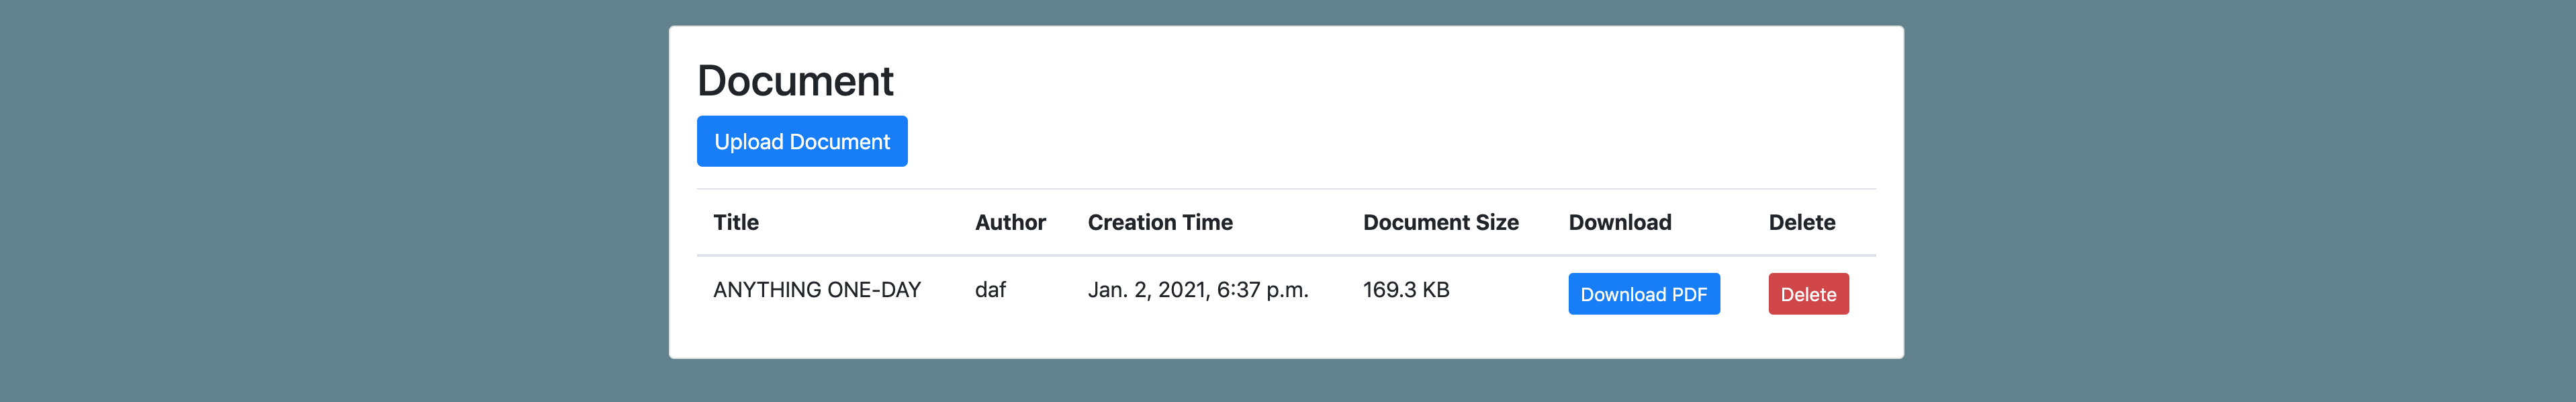 Document
Upload Document
Title Author Creation Time Document Size Download Delete
ANYTHING ONE-DAY daf Jan. 2, 2021, 6:37 p.m. 169.3 KB Download PDF Delete